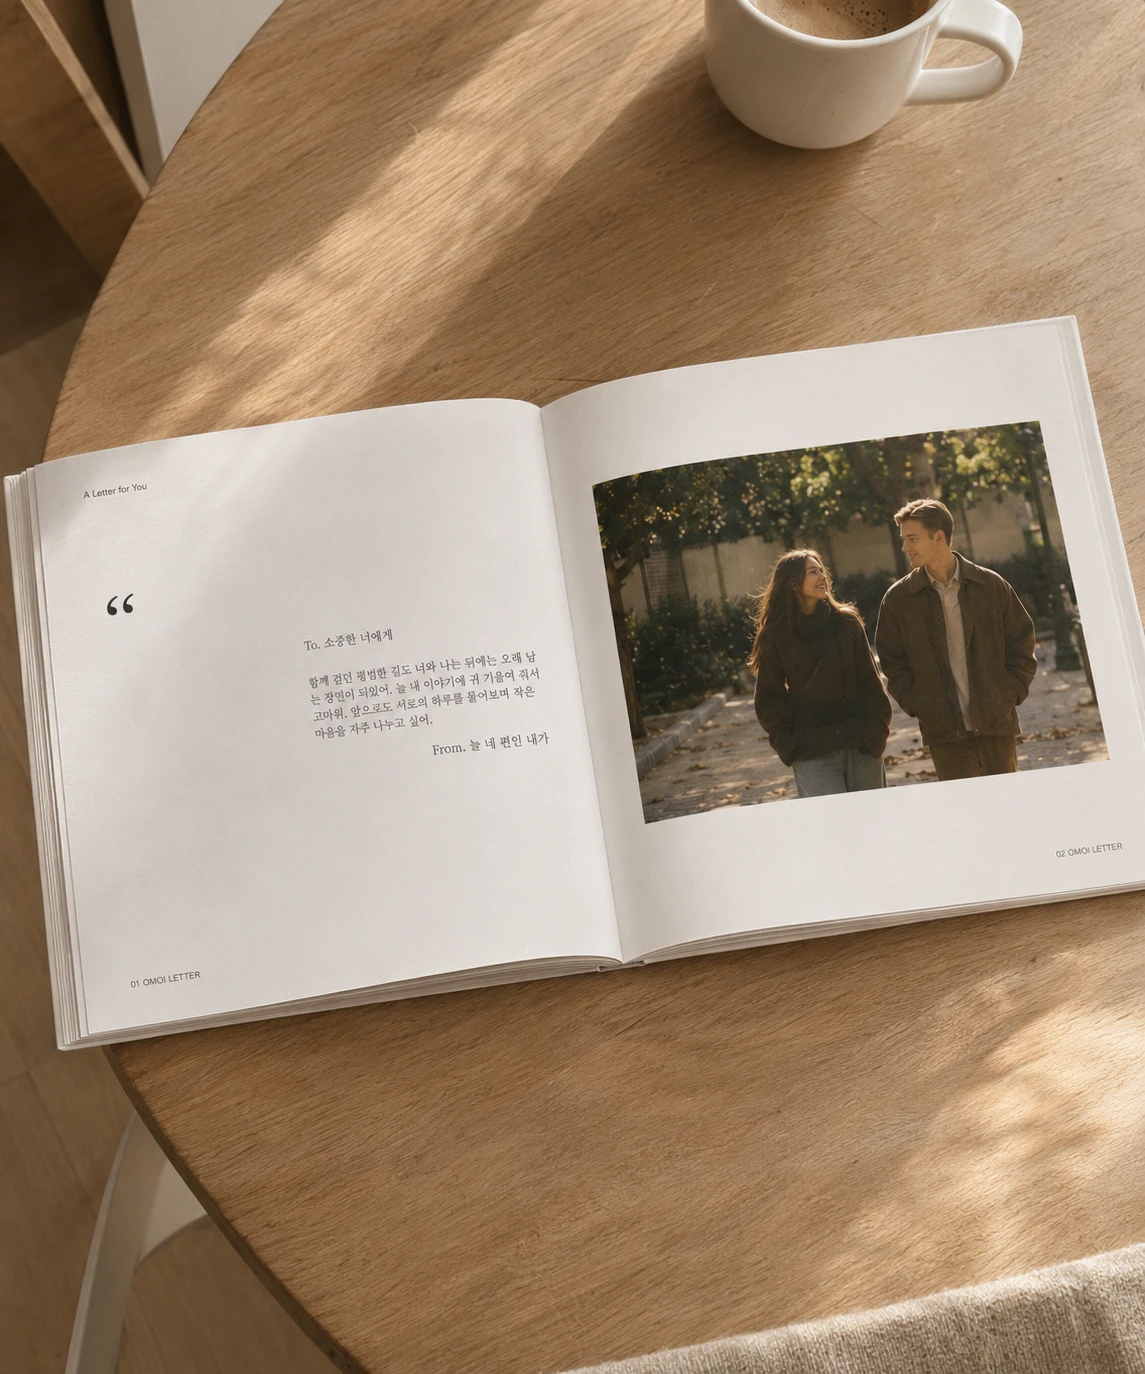 A Letter for You
“
To. 소중한 너에게
함께 걷던 평범한 길도 너와 나는 뒤에는 오래 남
는 장면이 되있어. 늘 내 이야기에 귀 기울여 줘서
고마워. 앞으로도 서로의 하루를 물어보며 작은
마음을 자주 나누고 싶어.
From. 늘 네 편인 내가
01 OMOI LETTER
02 OMOI LETTER